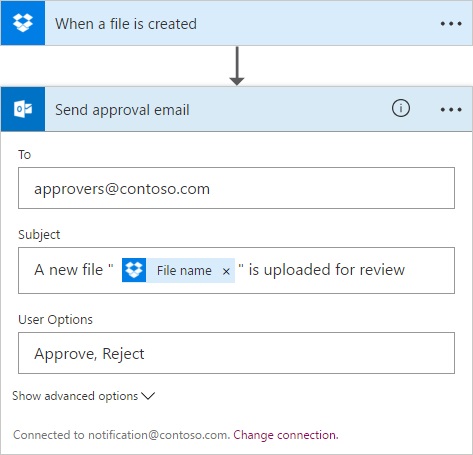 When a file is created
Send approval email
To
approvers@contoso.com
Subject
A new file " File name × " is uploaded for review
User Options
Approve, Reject
Show advanced options
Connected to notification@contoso.com. Change connection.